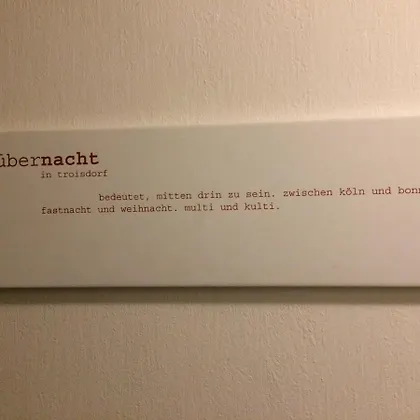 übernacht
in troisdorf
bedeutet, mitten drin zu sein. zwischen köln und bonn
fastnacht und weihnacht. multi und kulti.